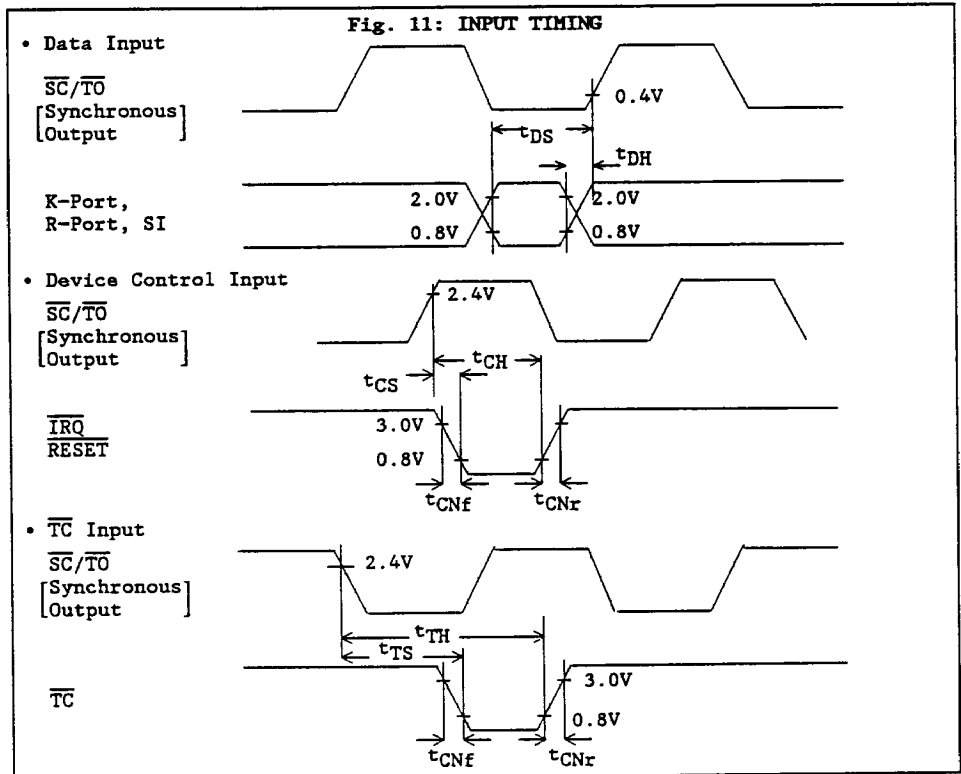 Fig. 11: INPUT TIMING
• Data Input
SC/TO
[Synchronous Output]
0.4V
tDS
tDH
K-Port,
R-Port, SI
2.0V
0.8V
2.0V
0.8V
• Device Control Input
SC/TO
[Synchronous Output]
2.4V
tCH
tCS
IRQ
RESET
3.0V
0.8V
tCNf
tCNr
• TC Input
SC/TO
[Synchronous Output]
2.4V
tTH
tTS
TC
3.0V
0.8V
tCNf
tCNr